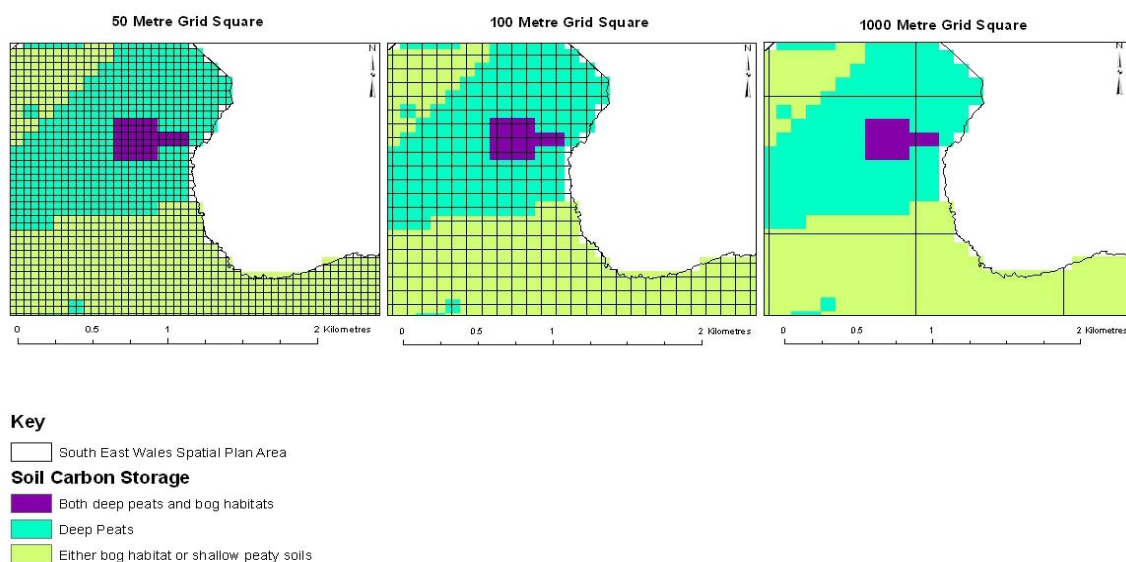 50 Metre Grid Square
100 Metre Grid Square
1000 Metre Grid Square
N
N
N
0 0.5 1 2 Kilometres
0 0.5 1 2 Kilometres
0 0.5 1 2 Kilometres
Key
South East Wales Spatial Plan Area
Soil Carbon Storage
Both deep peats and bog habitats
Deep Peats
Either bog habitat or shallow peaty soils